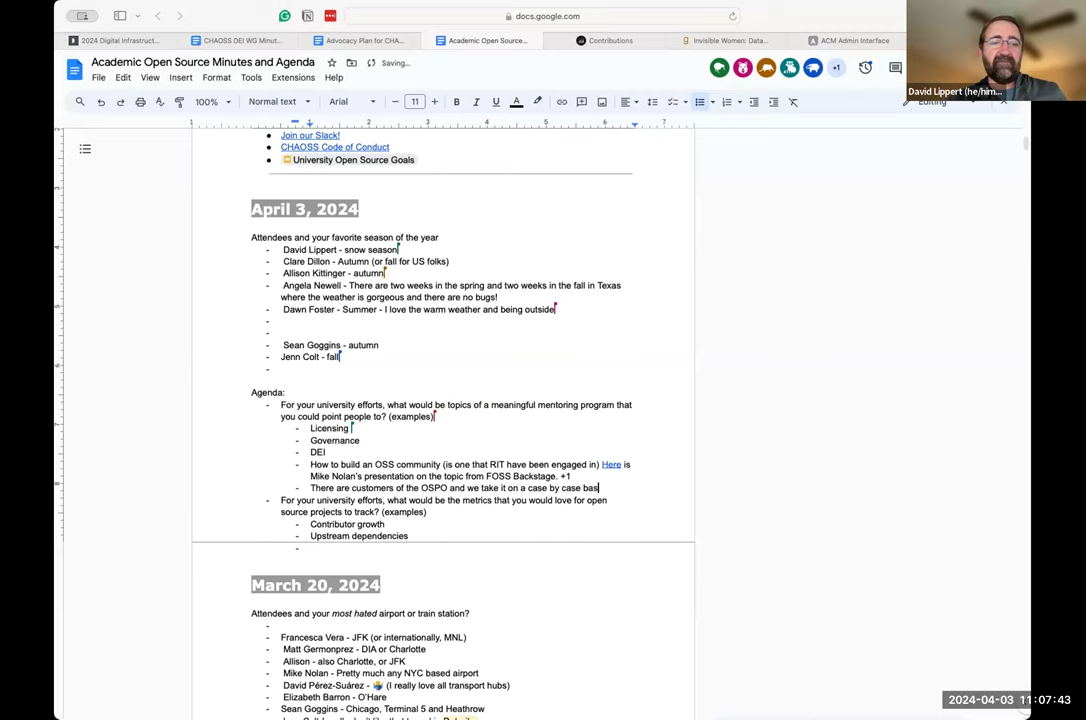 docs.google.com
2024 Digital Infrastruct...
CHAOSS DEI WG Minut...
Advocacy Plan for CHA...
Academic Open Source...
Contributions
Invisible Women: Data...
ACM Admin Interface
Academic Open Source Minutes and Agenda
Saving...
+1
File Edit View Insert Format Tools Extensions Help
David Lippert (he/him...
100% Normal text Arial 11 Editing
1 1 2 3 4 5 6 7
Join our Slack!
CHAOSS Code of Conduct
University Open Source Goals
April 3, 2024
Attendees and your favorite season of the year
- David Lippert - snow season
- Clare Dillon - Autumn (or fall for US folks)
- Allison Kittinger - autumn
- Angela Newell - There are two weeks in the spring and two weeks in the fall in Texas
where the weather is gorgeous and there are no bugs!
- Dawn Foster - Summer - I love the warm weather and being outside
-
-
Sean Goggins - autumn
- Jenn Colt - fall
-
Agenda:
- For your university efforts, what would be topics of a meaningful mentoring program that
you could point people to? (examples)
- Licensing
- Governance
- DEI
- How to build an OSS community (is one that RIT have been engaged in) Here is
Mike Nolan's presentation on the topic from FOSS Backstage. +1
- There are customers of the OSPO and we take it on a case by case bas
- For your university efforts, what would be the metrics that you would love for open
source projects to track? (examples)
- Contributor growth
- Upstream dependencies
-
March 20, 2024
Attendees and your most hated airport or train station?
-
- Francesca Vera - JFK (or internationally, MNL)
- Matt Germonprez - DIA or Charlotte
- Allison - also Charlotte, or JFK
- Mike Nolan - Pretty much any NYC based airport
- David Pérez-Suárez - 🤷 (I really love all transport hubs)
- Elizabeth Barron - O'Hare
- Sean Goggins - Chicago, Terminal 5 and Heathrow
2024-04-03 11:07:43